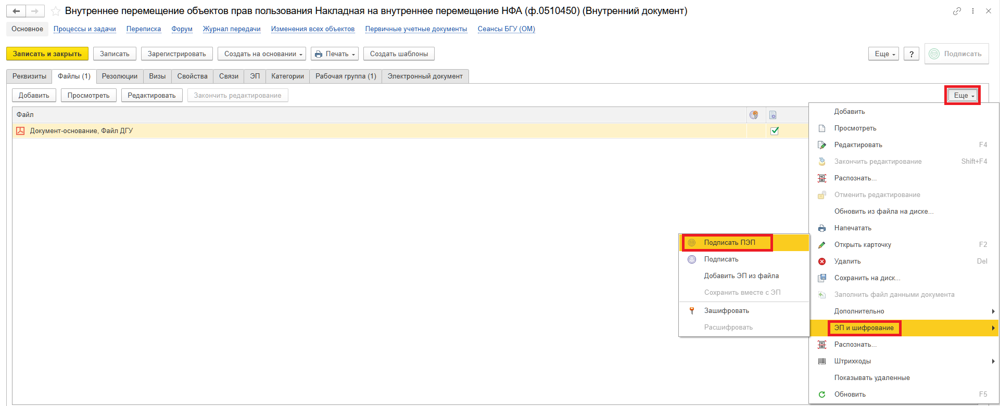 Внутреннее перемещение объектов прав пользования Накладная на внутреннее перемещение НФА (ф.0510450) (Внутренний документ)
Основное Процессы и задачи Переписка Форум Журнал передачи Изменения всех объектов Первичные учетные документы Сеансы БГУ (ОМ)
Записать и закрыть Записать Зарегистрировать Создать на основании Печать Создать шаблоны Еще ? Подписать
Реквизиты Файлы (1) Резолюции Визы Свойства Связи ЭП Категории Рабочая группа (1) Электронный документ
Добавить Просмотреть Редактировать Закончить редактирование Еще
Файл
Документ-основание, Файл ДГУ
Добавить
Просмотреть
Редактировать F4
Закончить редактирование Shift+F4
Распознать...
Отменить редактирование
Обновить из файла на диске...
Напечатать
Открыть карточку F2
Удалить Del
Сохранить на диск...
Заполнить файл данными документа
Дополнительно
ЭП и шифрование
Распознать...
Штрихкоды
Показывать удаленные
Обновить F5
Подписать ПЭП
Подписать
Добавить ЭП из файла
Сохранить вместе с ЭП
Зашифровать
Расшифровать